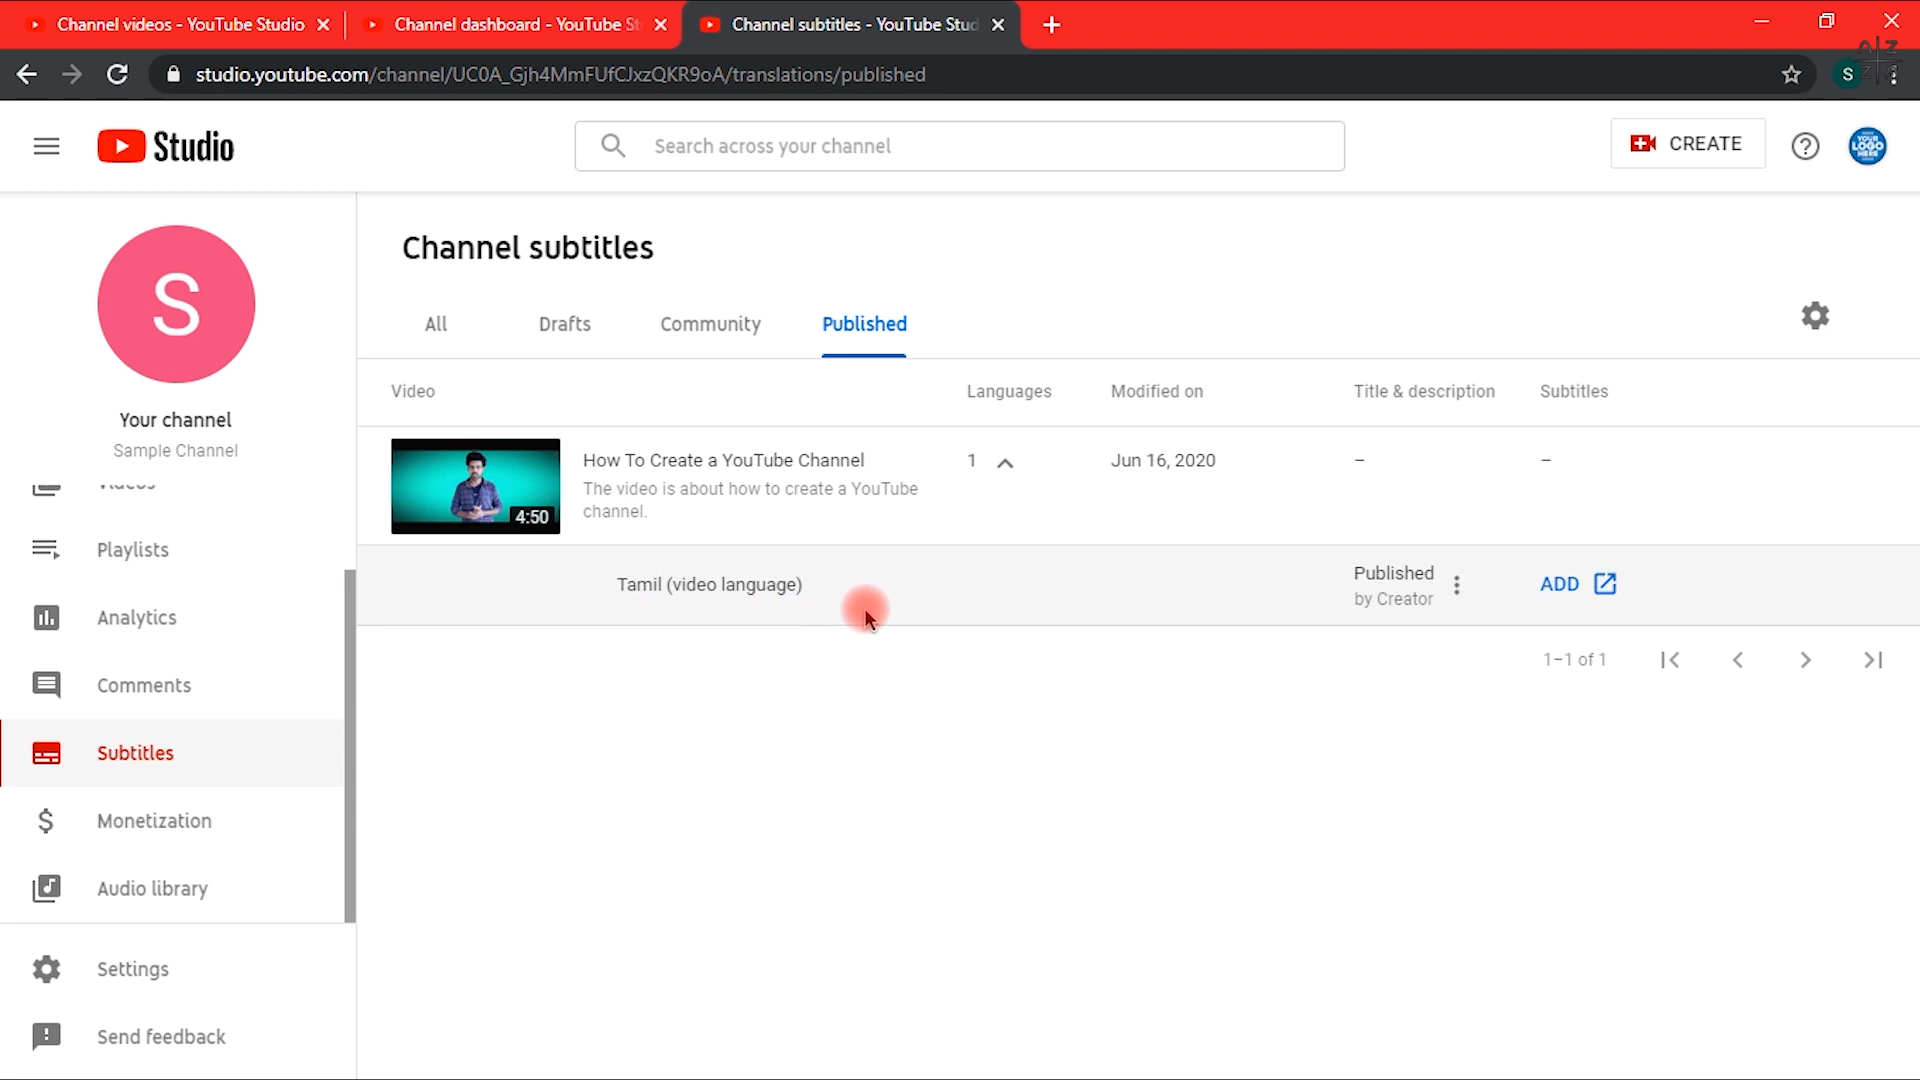 Channel videos - YouTube Studio
Channel dashboard - YouTube St
Channel subtitles - YouTube Stud
studio.youtube.com/channel/UC0A_Gjh4MmFUfCJxzQKR9oA/translations/published
S
Studio
Search across your channel
CREATE
YOUR
LOGO
HERE
S
Your channel
Sample Channel
Videos
Playlists
Analytics
Comments
Subtitles
Monetization
Audio library
Settings
Send feedback
Channel subtitles
All
Drafts
Community
Published
Video
Languages
Modified on
Title & description
Subtitles
4:50
How To Create a YouTube Channel
The video is about how to create a YouTube
channel.
1
Jun 16, 2020
–
–
Tamil (video language)
Published
by Creator
ADD
1–1 of 1